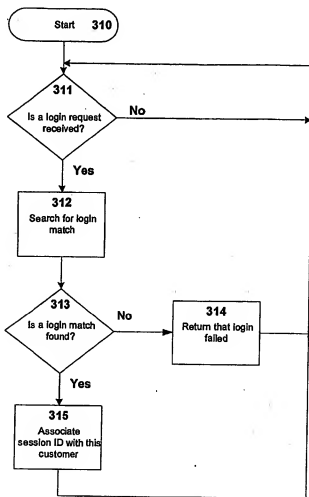 Start 310
311
Is a login request
received?
No
Yes
312
Search for login
match
313
Is a login match
found?
No
314
Return that login
failed
Yes
315
Associate
session ID with this
customer